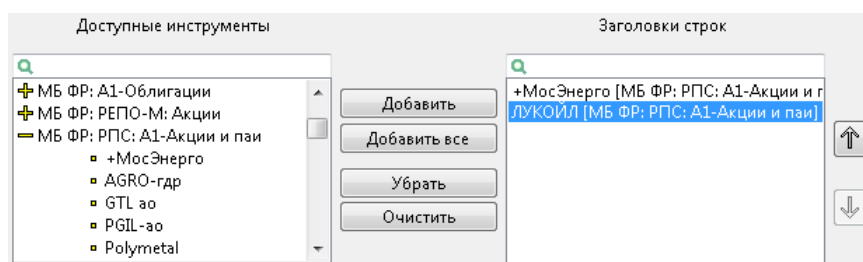 Доступные инструменты
МБ ФР: А1-Облигации
МБ ФР: РЕПО-М: Акции
МБ ФР: РПС: А1-Акции и паи
+МосЭнерго
AGRO-гдр
GTL ао
PGIL-ао
Polymetal
Добавить
Добавить все
Убрать
Очистить
Заголовки строк
+МосЭнерго [МБ ФР: РПС: А1-Акции и г
ЛУКОЙЛ [МБ ФР: РПС: А1-Акции и паи]